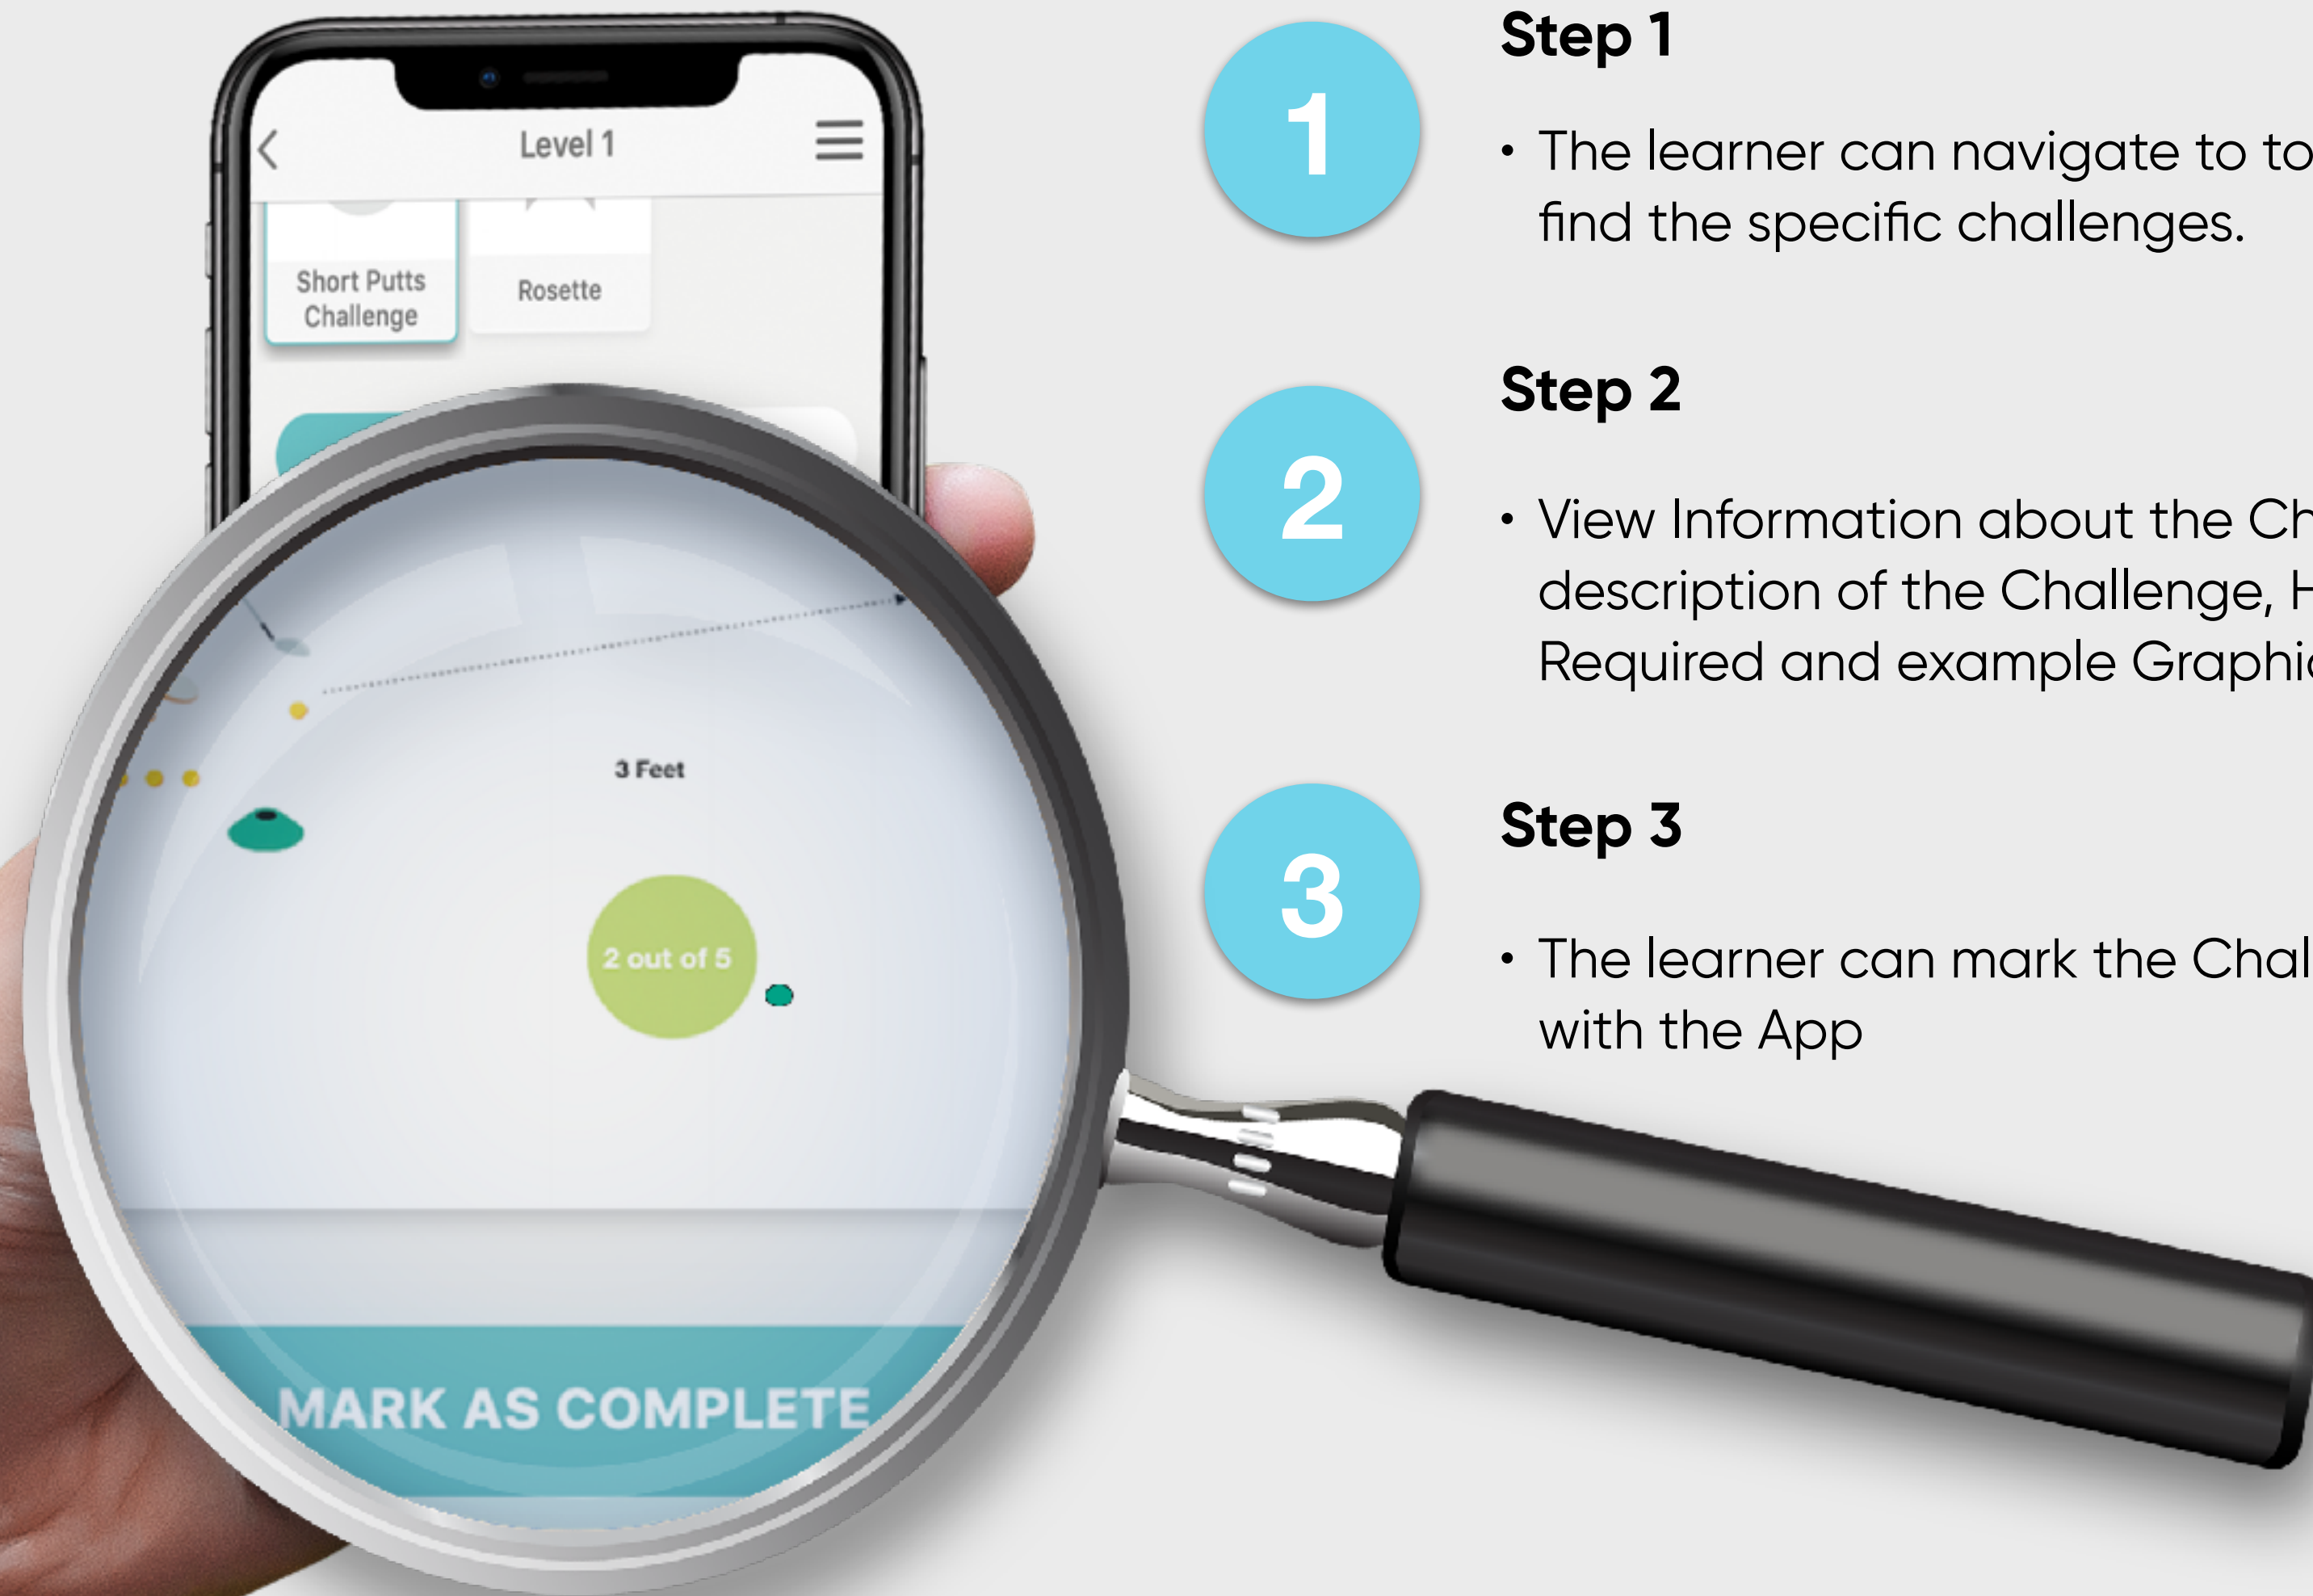 Level 1
Short Putts
Challenge
Rosette
3 Feet
2 out of 5
MARK AS COMPLETE
1
Step 1
• The learner can navigate to to
find the specific challenges.
2
Step 2
• View Information about the Ch
description of the Challenge, H
Required and example Graphic
3
Step 3
• The learner can mark the Chal
with the App